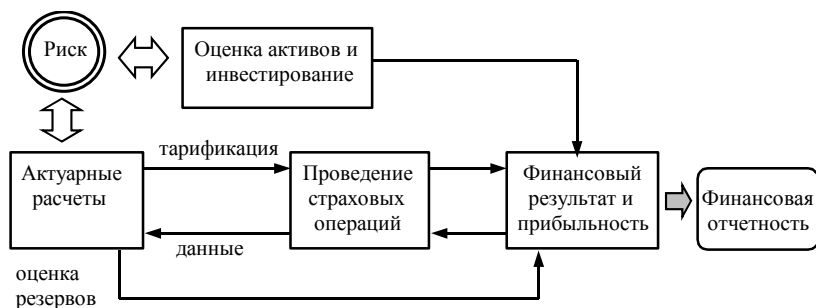 Риск
Оценка активов и
инвестирование
тарификация
Актуарные
расчеты
Проведение
страховых
операций
Финансовый
результат и
прибыльность
Финансовая
отчетность
данные
оценка
резервов